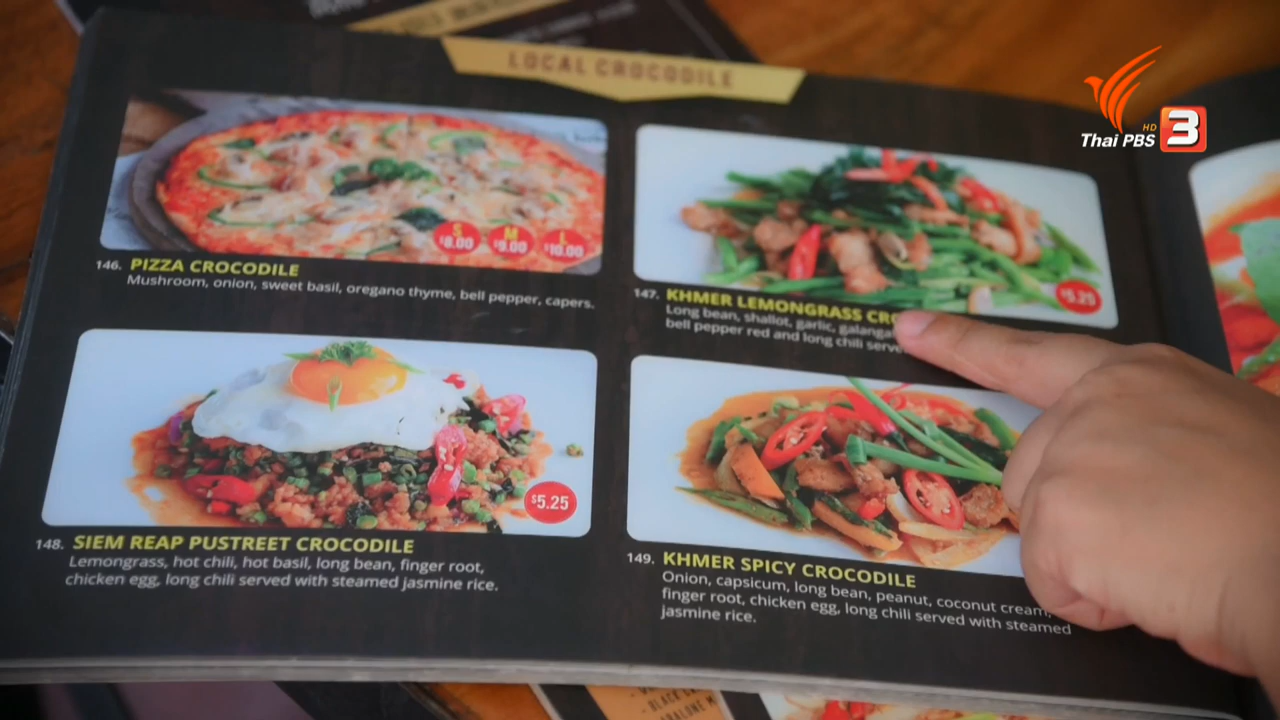 LOCAL CROCODILE
HD
Thai PBS 3
S M L
$8.00 $9.00 $10.00
146. PIZZA CROCODILE
Mushroom, onion, sweet basil, oregano thyme, bell pepper, capers.
$5.25
147. KHMER LEMONGRASS
Long bean, shallot, garlic,
bell pepper red and long chili
$5.25
148. SIEM REAP PUSTREET CROCODILE
Lemongrass, hot chili, hot basil, long bean, finger root,
chicken egg, long chili served with steamed jasmine rice.
149. KHMER SPICY CROCODILE
Onion, capsicum, long bean, peanut, coconut cream,
finger root, chicken egg, long chili served with steamed
jasmine rice.